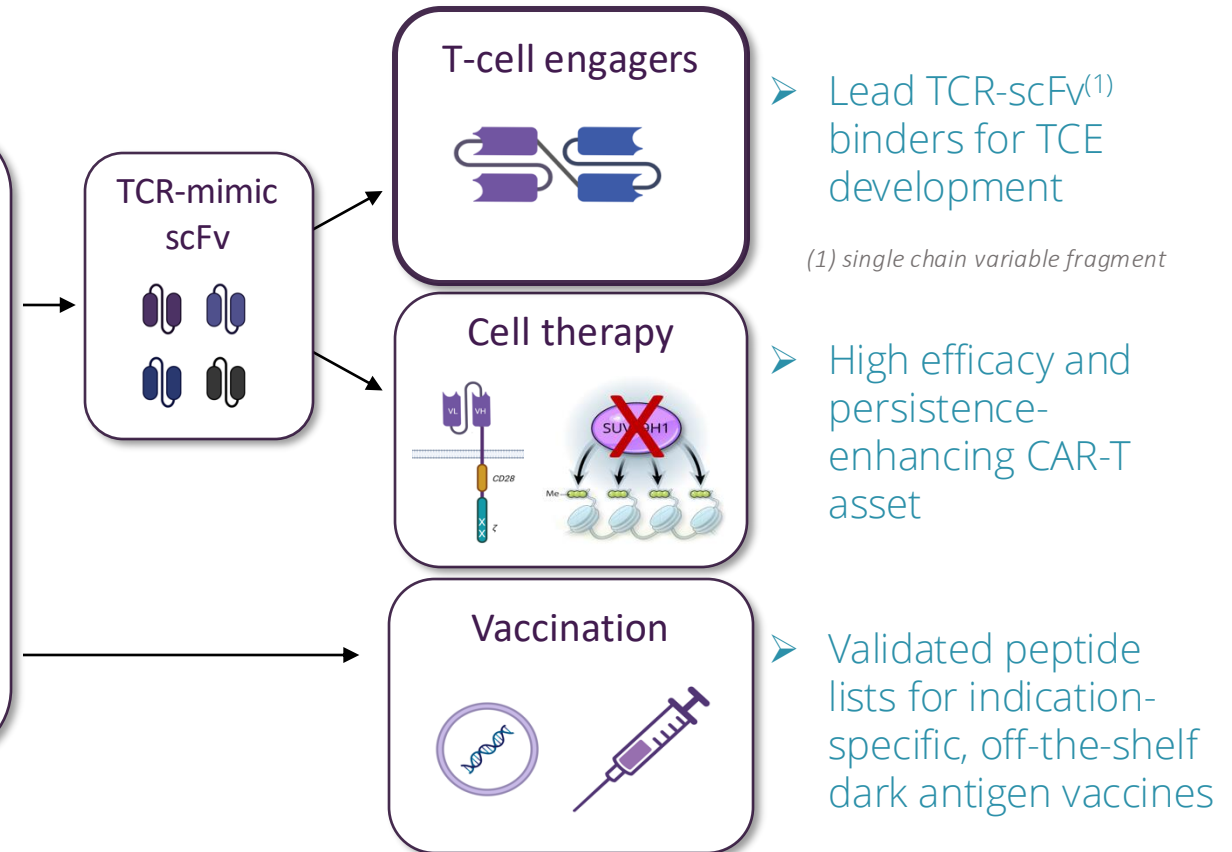 TCR-mimic
scFv
T-cell engagers
➢ Lead TCR-scFv(1)
binders for TCE
development
(1) single chain variable fragment
Cell therapy
VL VH
CD28
XX
ζ
Me
➢ High efficacy and
persistence-
enhancing CAR-T
asset
Vaccination
➢ Validated peptide
lists for indication-
specific, off-the-shelf
dark antigen vaccines